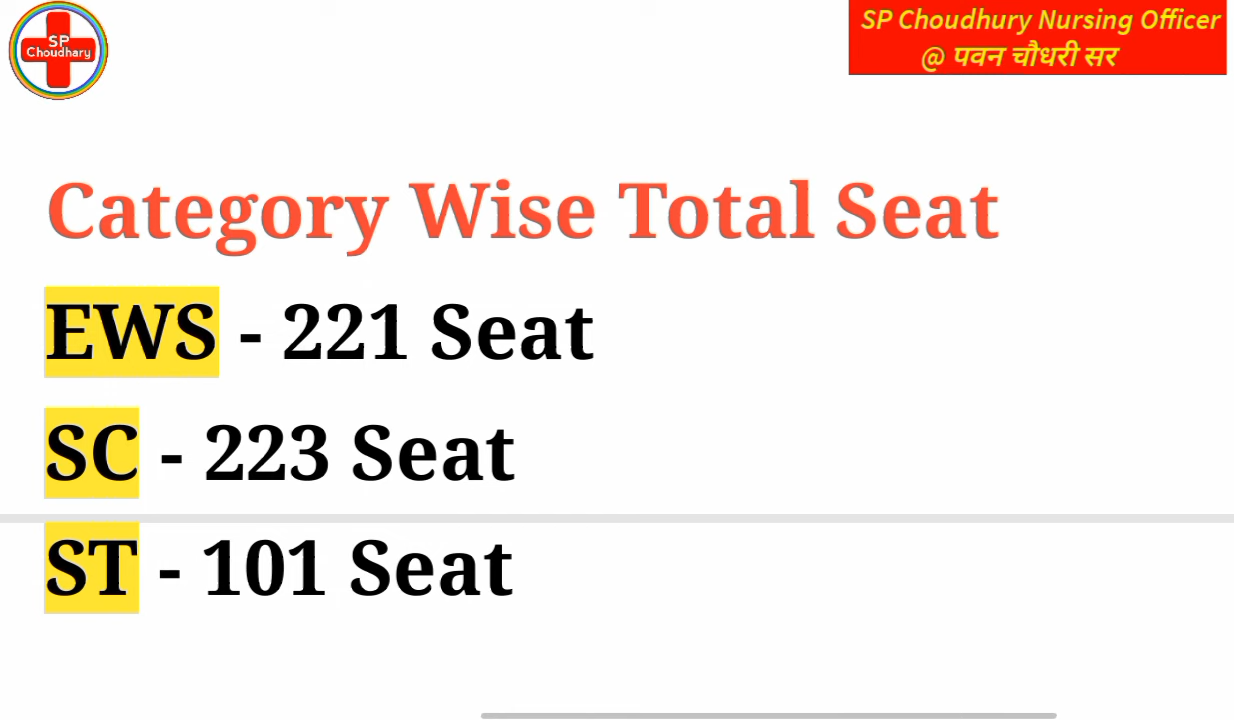 SP
Choudhary
SP Choudhury Nursing Officer
@ पवन चौधरी सर
Category Wise Total Seat
EWS - 221 Seat
SC - 223 Seat
ST - 101 Seat